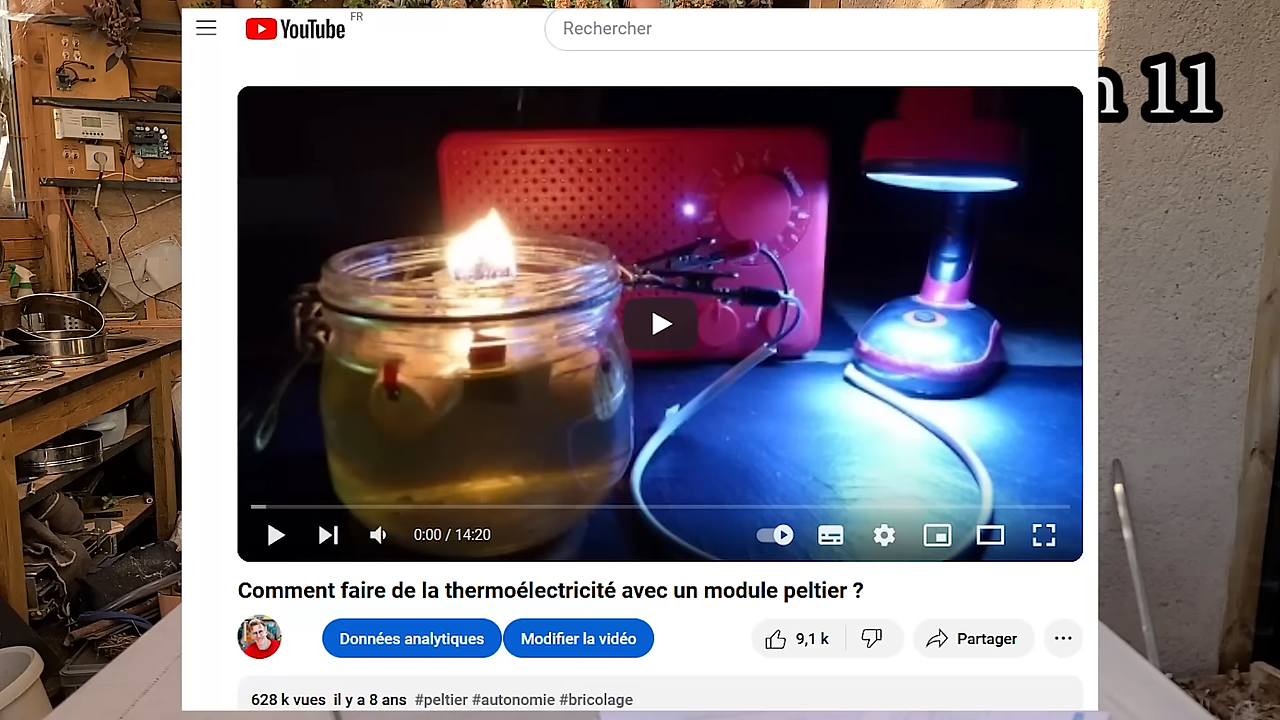 YouTube FR
Rechercher
n 11
0:00 / 14:20
Comment faire de la thermoélectricité avec un module peltier ?
Données analytiques
Modifier la vidéo
9,1 k
Partager
628 k vues il y a 8 ans #peltier #autonomie #bricolage